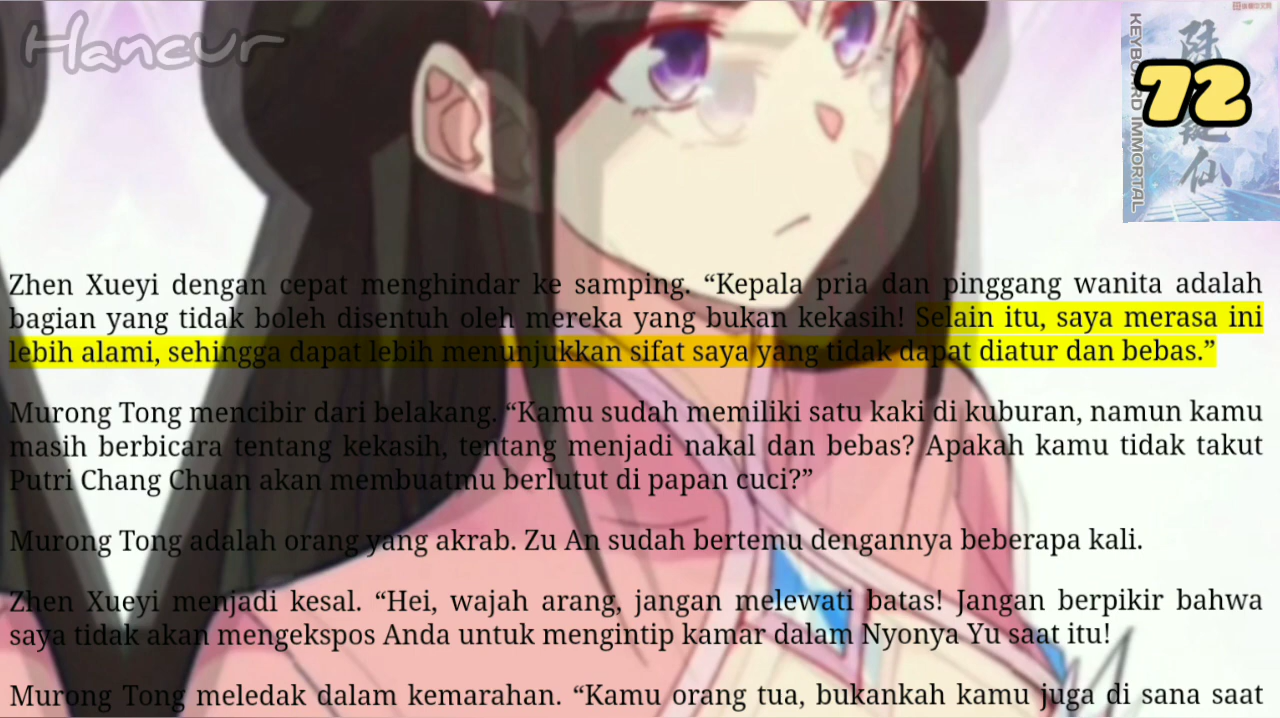 Hancur
72
KEYBOARD IMMORTAL
仙
Zhen Xueyi dengan cepat menghindar ke samping. “Kepala pria dan pinggang wanita adalah
bagian yang tidak boleh disentuh oleh mereka yang bukan kekasih! Selain itu, saya merasa ini
lebih alami, sehingga dapat lebih menunjukkan sifat saya yang tidak dapat diatur dan bebas.”
Murong Tong mencibir dari belakang. “Kamu sudah memiliki satu kaki di kuburan, namun kamu
masih berbicara tentang kekasih, tentang menjadi nakal dan bebas? Apakah kamu tidak takut
Putri Chang Chuan akan membuatmu berlutut di papan cuci?”
Murong Tong adalah orang yang akrab. Zu An sudah bertemu dengannya beberapa kali.
Zhen Xueyi menjadi kesal. “Hei, wajah arang, jangan melewati batas! Jangan berpikir bahwa
saya tidak akan mengekspos Anda untuk mengintip kamar dalam Nyonya Yu saat itu!
Murong Tong meledak dalam kemarahan. “Kamu orang tua, bukankah kamu juga di sana saat